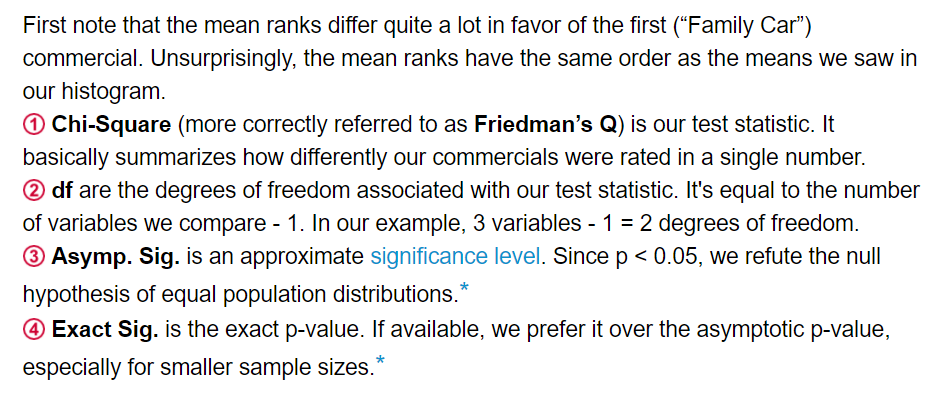 First note that the mean ranks differ quite a lot in favor of the first (“Family Car”)
commercial. Unsurprisingly, the mean ranks have the same order as the means we saw in
our histogram.
① Chi-Square (more correctly referred to as Friedman’s Q) is our test statistic. It
basically summarizes how differently our commercials were rated in a single number.
② df are the degrees of freedom associated with our test statistic. It's equal to the number
of variables we compare - 1. In our example, 3 variables - 1 = 2 degrees of freedom.
③ Asymp. Sig. is an approximate significance level. Since p < 0.05, we refute the null
hypothesis of equal population distributions.*
④ Exact Sig. is the exact p-value. If available, we prefer it over the asymptotic p-value,
especially for smaller sample sizes.*